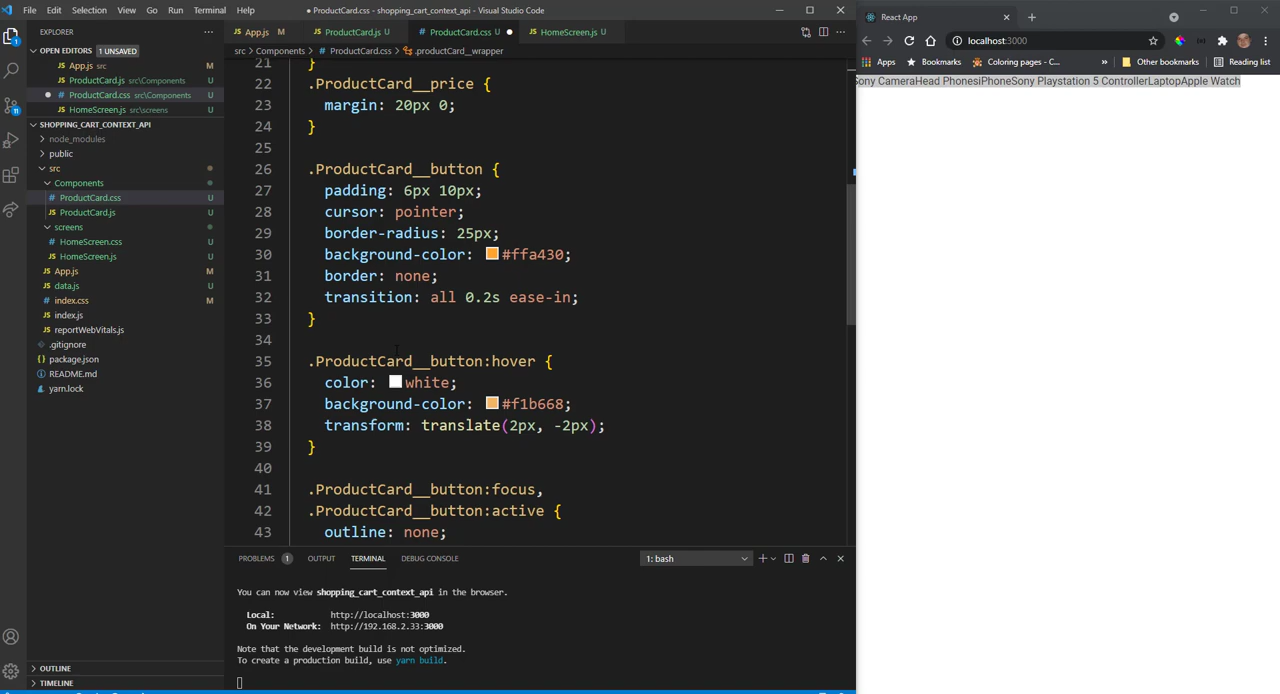 File Edit Selection View Go Run Terminal Help
● ProductCard.css - shopping_cart_context_api - Visual Studio Code
React App
localhost:3000
Apps Bookmarks Coloring pages - C... » Other bookmarks Reading list
Sony CameraHead PhonesiPhoneSony Playstation 5 ControllerLaptopApple Watch
EXPLORER
OPEN EDITORS 1 UNSAVED
App.js src
ProductCard.js src\Components
ProductCard.css src\Components
HomeScreen.js src\screens
SHOPPING_CART_CONTEXT_API
node_modules
public
src
Components
# ProductCard.css U
JS ProductCard.js U
screens
# HomeScreen.css U
JS HomeScreen.js U
JS App.js M
JS data.js U
# index.css M
JS index.js
JS reportWebVitals.js
.gitignore
package.json
README.md
yarn.lock
OUTLINE
TIMELINE
JS App.js M JS ProductCard.js U # ProductCard.css U JS HomeScreen.js U
src > Components > # ProductCard.css > .productCard__wrapper
21 }
22 .ProductCard__price {
23 margin: 20px 0;
24 }
25
26 .ProductCard__button {
27 padding: 6px 10px;
28 cursor: pointer;
29 border-radius: 25px;
30 background-color: #ffa430;
31 border: none;
32 transition: all 0.2s ease-in;
33 }
34
35 .ProductCard__button:hover {
36 color: white;
37 background-color: #f1b668;
38 transform: translate(2px, -2px);
39 }
40
41 .ProductCard__button:focus,
42 .ProductCard__button:active {
43 outline: none;
PROBLEMS 1 OUTPUT TERMINAL DEBUG CONSOLE 1: bash
You can now view shopping_cart_context_api in the browser.
Local: http://localhost:3000
On Your Network: http://192.168.2.33:3000
Note that the development build is not optimized.
To create a production build, use yarn build.